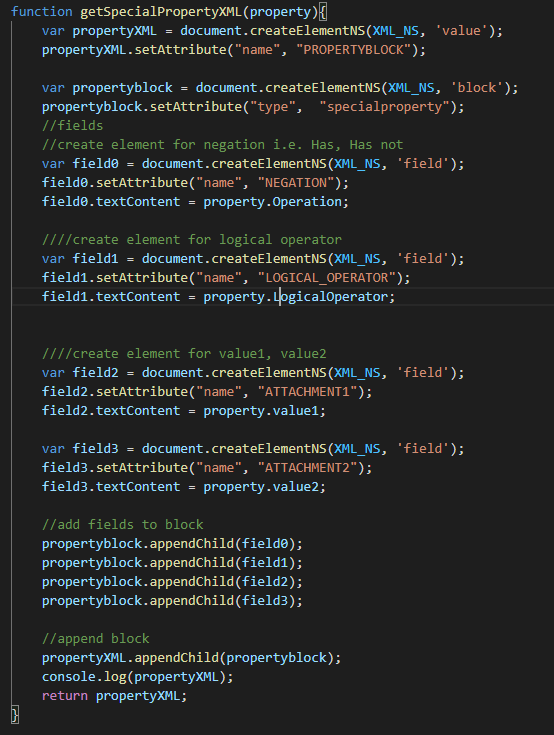 function getSpecialPropertyXML(property){
var propertyXML = document.createElementNS(XML_NS, 'value');
propertyXML.setAttribute("name", "PROPERTYBLOCK");
var propertyblock = document.createElementNS(XML_NS, 'block');
propertyblock.setAttribute("type",  "specialproperty");
//fields
//create element for negation i.e. Has, Has not
var field0 = document.createElementNS(XML_NS, 'field');
field0.setAttribute("name", "NEGATION");
field0.textContent = property.Operation;
////create element for logical operator
var field1 = document.createElementNS(XML_NS, 'field');
field1.setAttribute("name", "LOGICAL_OPERATOR");
field1.textContent = property.LogicalOperator;
////create element for value1, value2
var field2 = document.createElementNS(XML_NS, 'field');
field2.setAttribute("name", "ATTACHMENT1");
field2.textContent = property.value1;
var field3 = document.createElementNS(XML_NS, 'field');
field3.setAttribute("name", "ATTACHMENT2");
field3.textContent = property.value2;
//add fields to block
propertyblock.appendChild(field0);
propertyblock.appendChild(field1);
propertyblock.appendChild(field2);
propertyblock.appendChild(field3);
//append block
propertyXML.appendChild(propertyblock);
console.log(propertyXML);
return propertyXML;
}